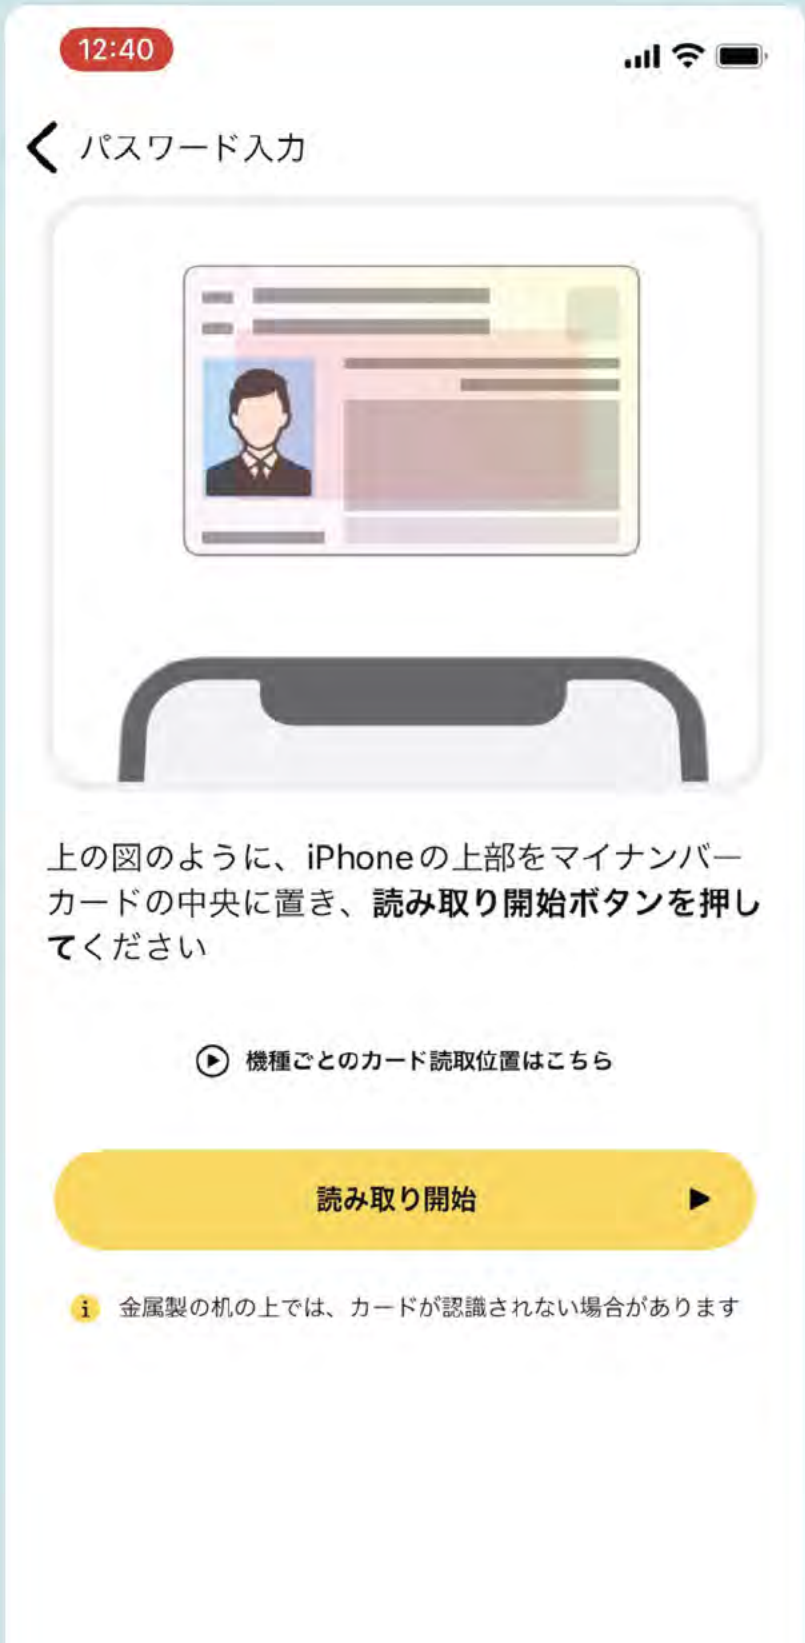 12:40
パスワード入力
上の図のように、iPhoneの上部をマイナンバー
カードの中央に置き、読み取り開始ボタンを押し
てください
機種ごとのカード読取位置はこちら
読み取り開始
i 金属製の机の上では、カードが認識されない場合があります